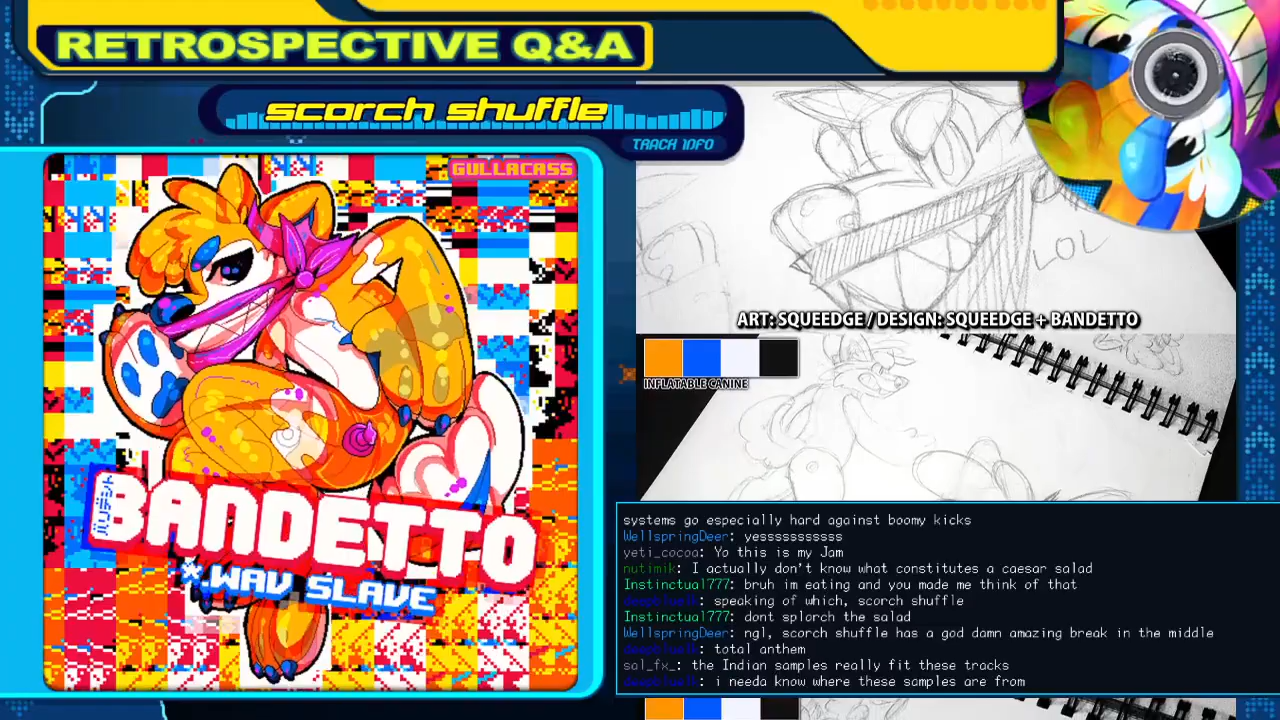 RETROSPECTIVE Q&A
scorch shuffle
TRACK INFO
GULLACASS
LOL
ART: SQUEEDGE / DESIGN: SQUEEDGE + BANDETTO
INFLATABLE CANINE
BANDETTO
*.WAV SLAVE
systems go especially hard against boomy kicks
WellspringDeer: yesssssssssss
yeti_cocoa: Yo this is my Jam
nutimik: I actually don't know what constitutes a caesar salad
Instinctual777: bruh im eating and you made me think of that
speaking of which, scorch shuffle
Instinctual777: dont splorch the salad
WellspringDeer: ngl, scorch shuffle has a god damn amazing break in the middle
total anthem
sal_fx_: the Indian samples really fit these tracks
i needa know where these samples are from